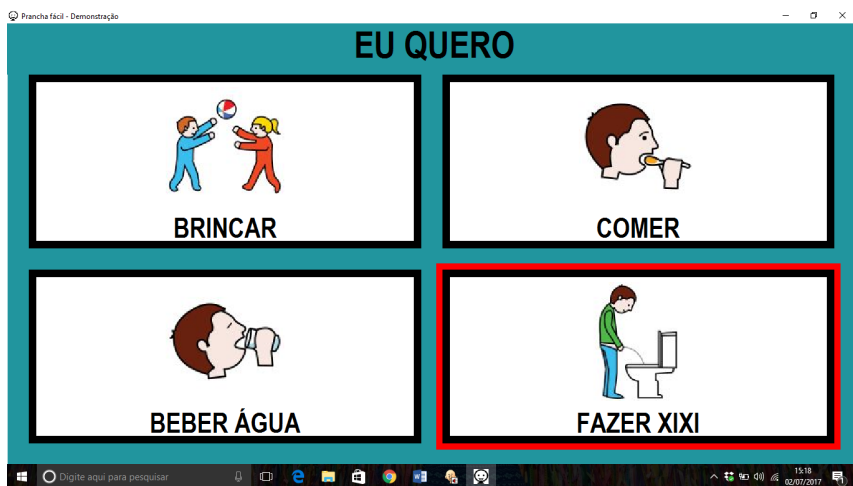 Prancha fácil - Demonstração
EU QUERO
BRINCAR
COMER
BEBER ÁGUA
FAZER XIXI
Digite aqui para pesquisar
15:18
02/07/2017